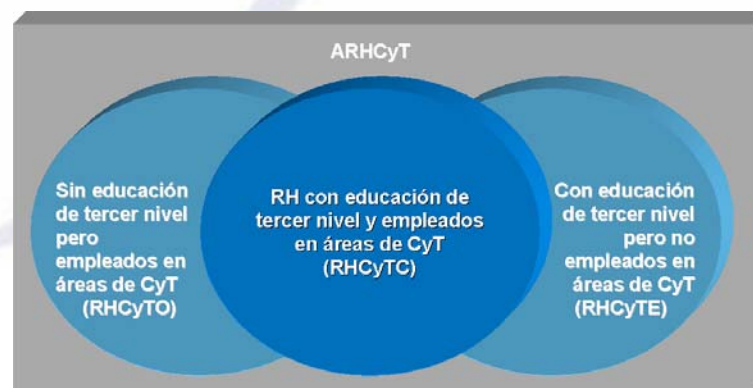 ARHCyT
Sin educación
de tercer nivel
pero
empleados en
áreas de CyT
(RHCyTO)
RH con educación de
tercer nivel y empleados
en áreas de CyT
(RHCyTC)
Con educación
de tercer nivel
pero no
empleados en
áreas de CyT
(RHCyTE)